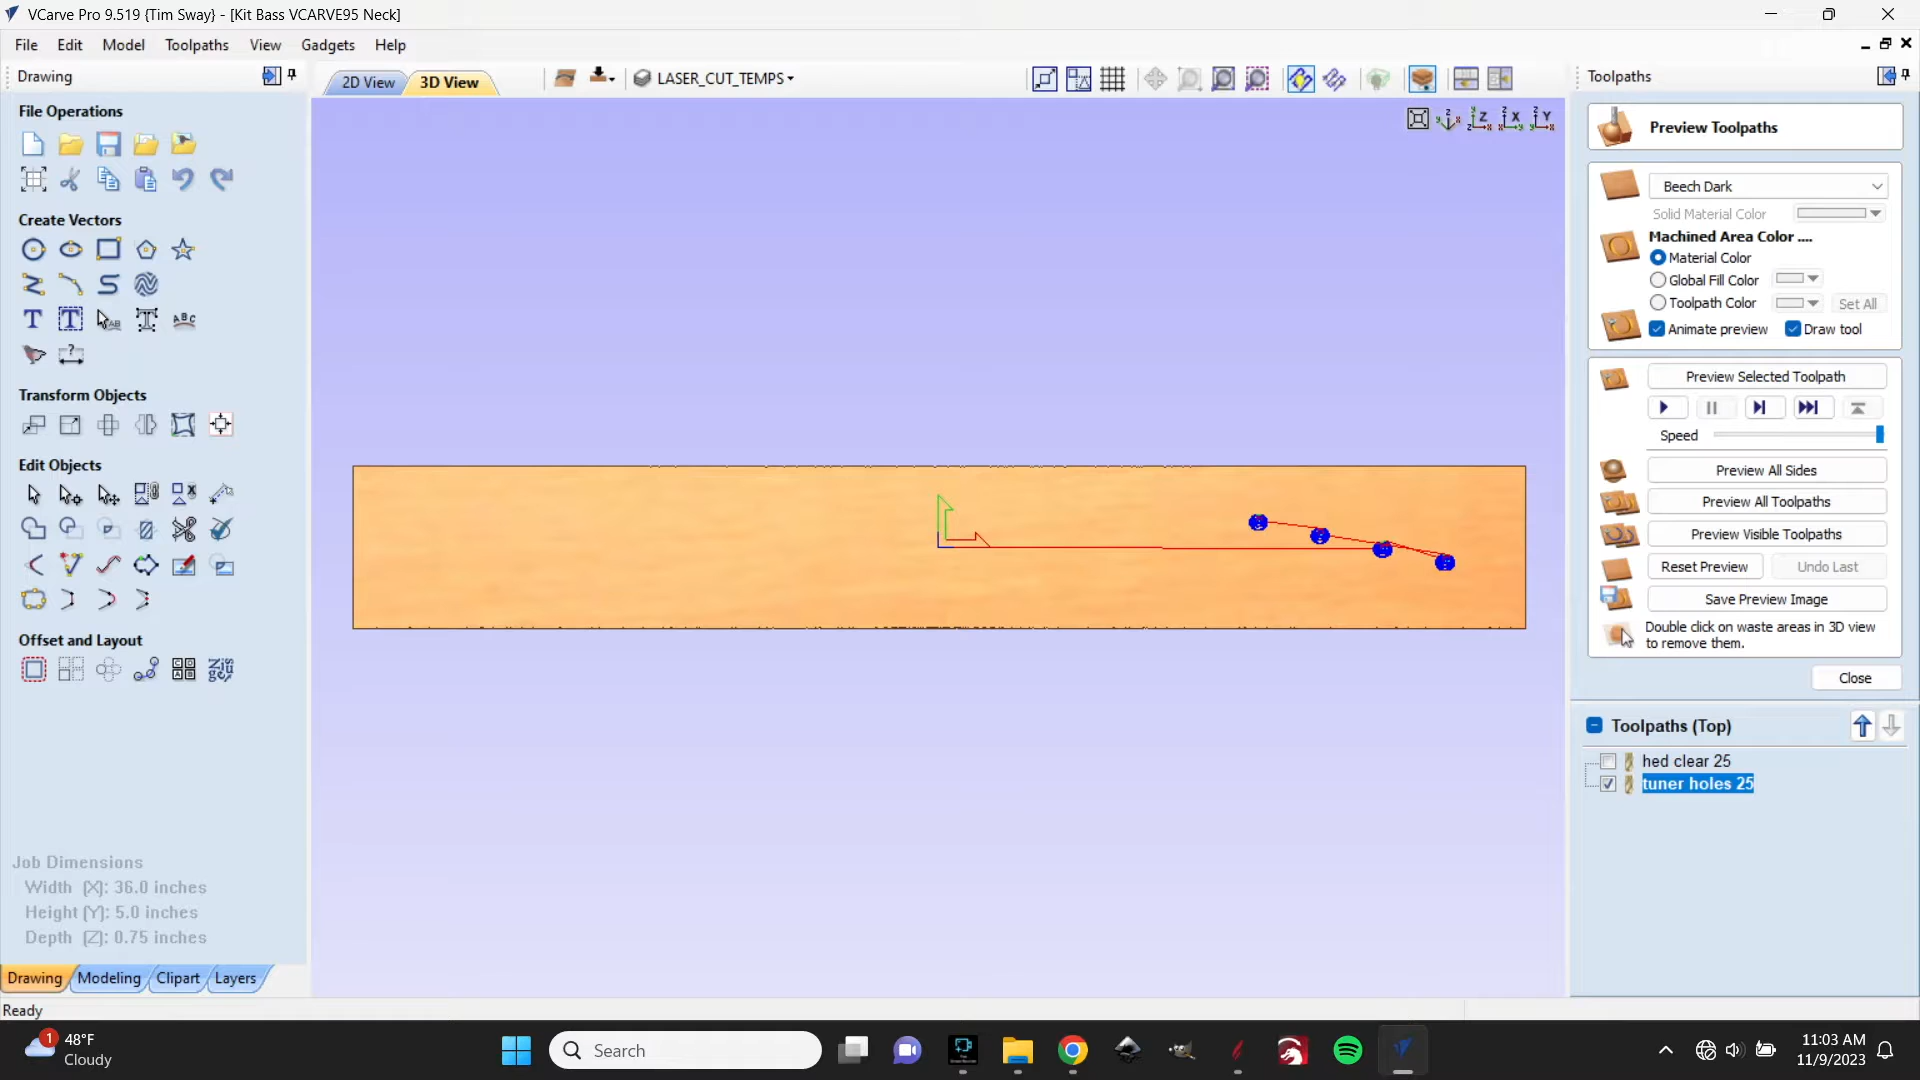 VCarve Pro 9.519 {Tim Sway} - [Kit Bass VCARVE95 Neck]
File Edit Model Toolpaths View Gadgets Help
Drawing
File Operations
Create Vectors
Transform Objects
Edit Objects
Offset and Layout
Job Dimensions
Width (X): 36.0 inches
Height (Y): 5.0 inches
Depth (Z): 0.75 inches
Drawing Modeling Clipart Layers
Ready
2D View 3D View LASER_CUT_TEMPS
Toolpaths
Preview Toolpaths
Beech Dark
Solid Material Color
Machined Area Color ....
Material Color
Global Fill Color
Toolpath Color Set All
Animate preview Draw tool
Preview Selected Toolpath
Speed
Preview All Sides
Preview All Toolpaths
Preview Visible Toolpaths
Reset Preview Undo Last
Save Preview Image
Double click on waste areas in 3D view
to remove them.
Close
Toolpaths (Top)
hed clear 25
tuner holes 25
1 48°F
Cloudy
Search
11:03 AM
11/9/2023